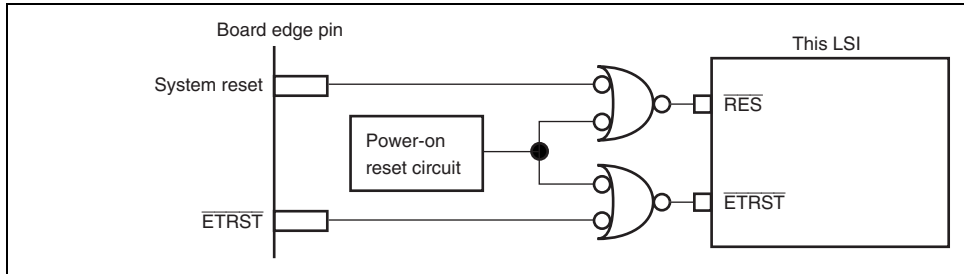 Board edge pin
This LSI
System reset
RES
Power-on
reset circuit
ETRST
ETRST